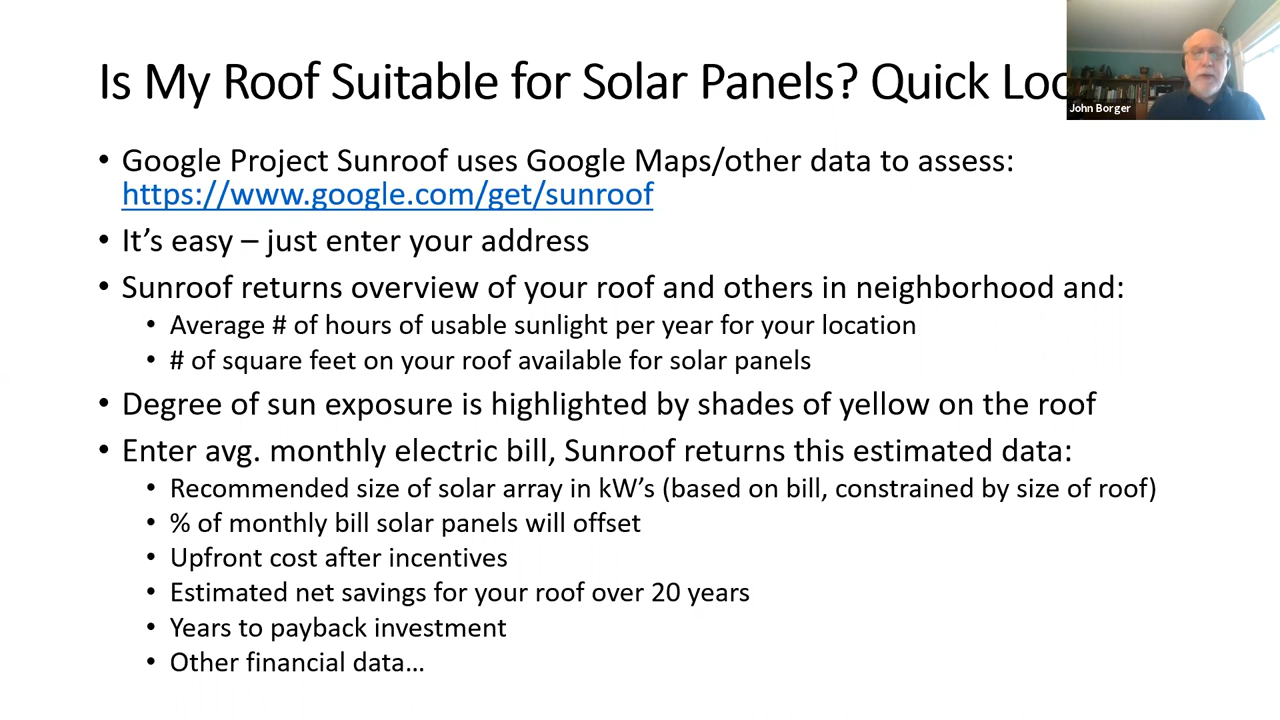 Is My Roof Suitable for Solar Panels? Quick
John Borger
• Google Project Sunroof uses Google Maps/other data to assess:
https://www.google.com/get/sunroof
• It’s easy – just enter your address
• Sunroof returns overview of your roof and others in neighborhood and:
• Average # of hours of usable sunlight per year for your location
• # of square feet on your roof available for solar panels
• Degree of sun exposure is highlighted by shades of yellow on the roof
• Enter avg. monthly electric bill, Sunroof returns this estimated data:
• Recommended size of solar array in kW’s (based on bill, constrained by size of roof)
• % of monthly bill solar panels will offset
• Upfront cost after incentives
• Estimated net savings for your roof over 20 years
• Years to payback investment
• Other financial data…